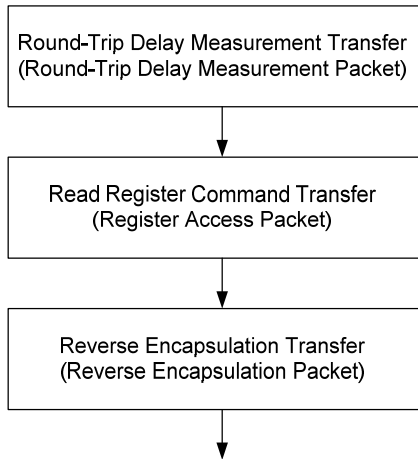 Round-Trip Delay Measurement Transfer
(Round-Trip Delay Measurement Packet)
Read Register Command Transfer
(Register Access Packet)
Reverse Encapsulation Transfer
(Reverse Encapsulation Packet)